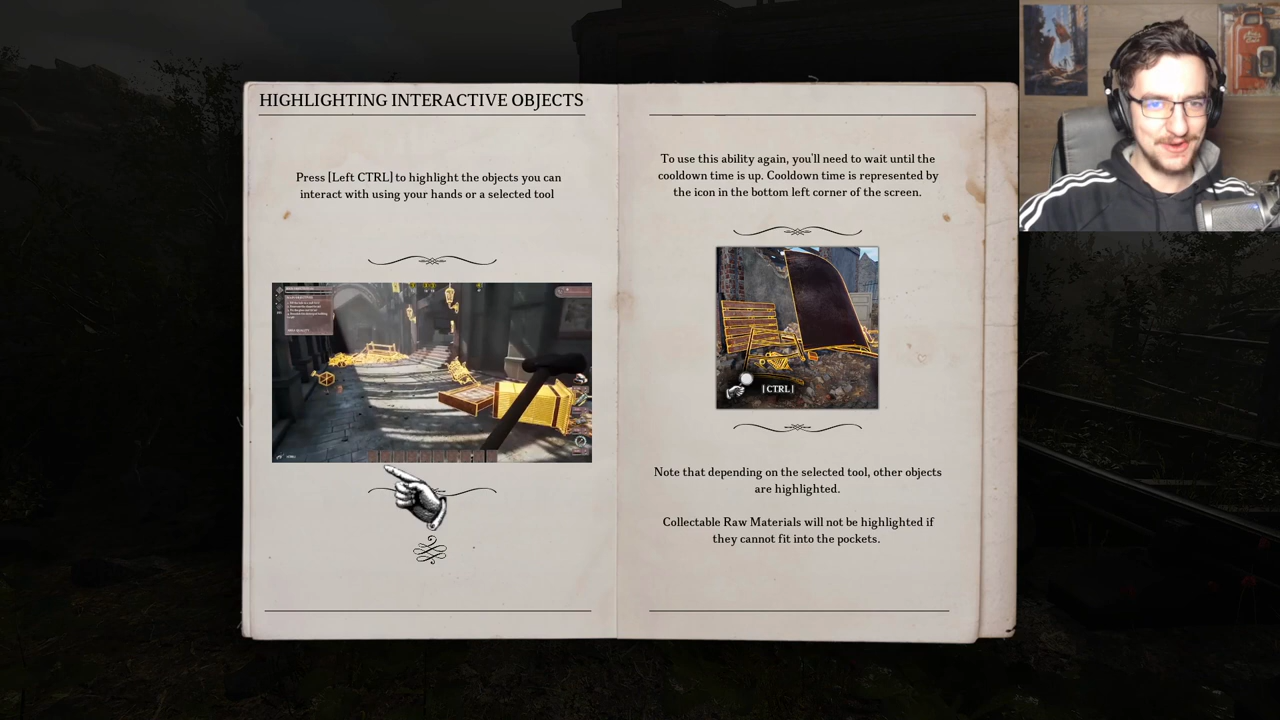 HIGHLIGHTING INTERACTIVE OBJECTS
Press [Left CTRL] to highlight the objects you can
interact with using your hands or a selected tool
To use this ability again, you'll need to wait until the
cooldown time is up. Cooldown time is represented by
the icon in the bottom left corner of the screen.
[CTRL]
Note that depending on the selected tool, other objects
are highlighted.
Collectable Raw Materials will not be highlighted if
they cannot fit into the pockets.